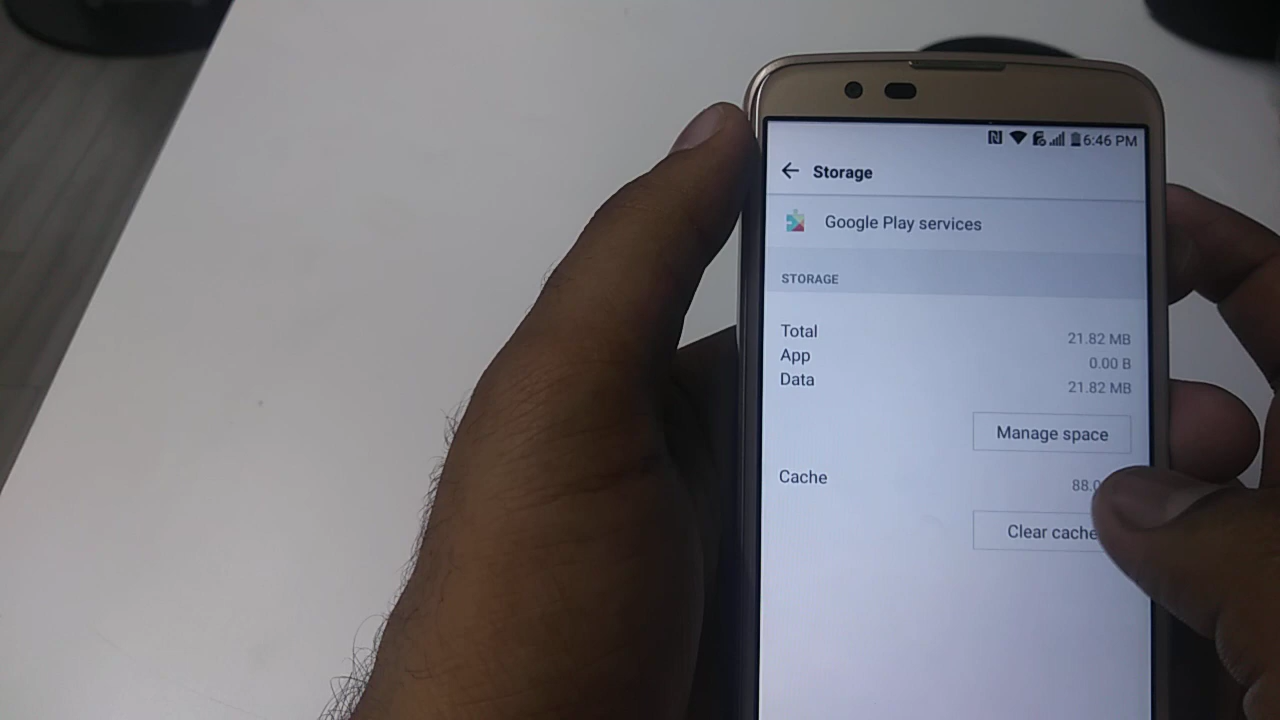 6:46 PM
Storage
Google Play services
STORAGE
Total 21.82 MB
App 0.00 B
Data 21.82 MB
Manage space
Cache 88.0
Clear cache